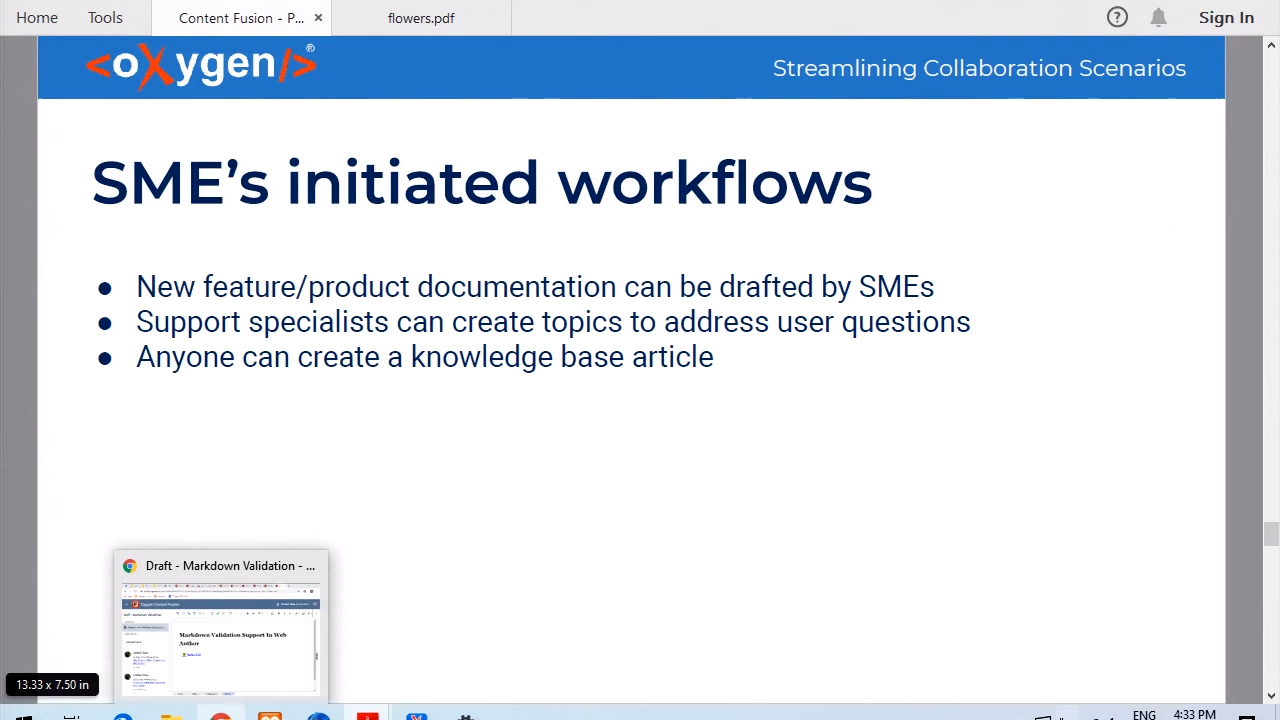 Home
Tools
Content Fusion - P...
flowers.pdf
Sign In
<oXygen/>®
Streamlining Collaboration Scenarios
SME’s initiated workflows
● New feature/product documentation can be drafted by SMEs
● Support specialists can create topics to address user questions
● Anyone can create a knowledge base article
Draft - Markdown Validation - ...
Markdown Validation Support In Web
Author
13.33 x 7.50 in
ENG
4:33 PM